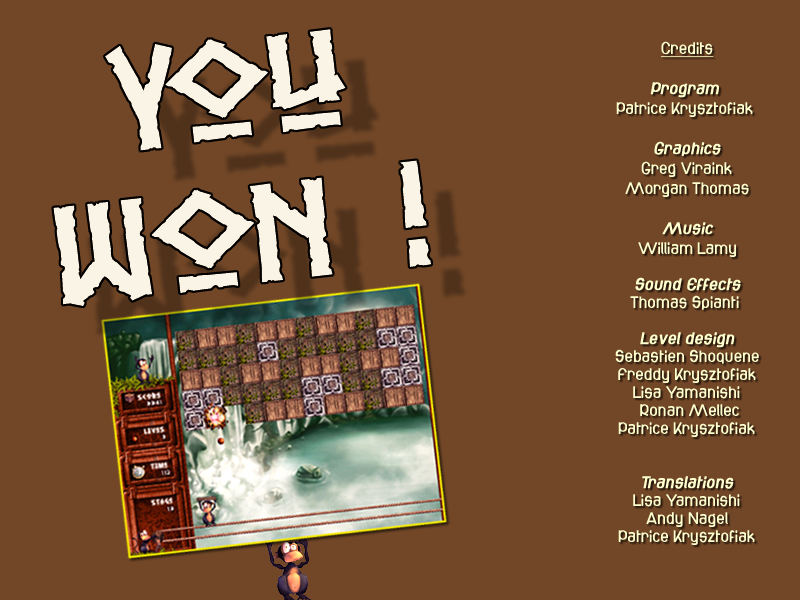 YOU
WON !
SCORE
LIVES
TIME
STAGE
Credits
Program
Patrice Krysztofiak
Graphics
Greg Viraink
Morgan Thomas
Music
William Lamy
Sound Effects
Thomas Spianti
Level design
Sebastien Shoquene
Freddy Krysztofiak
Lisa Yamanishi
Ronan Mellec
Patrice Krysztofiak
Translations
Lisa Yamanishi
Andy Nagel
Patrice Krysztofiak